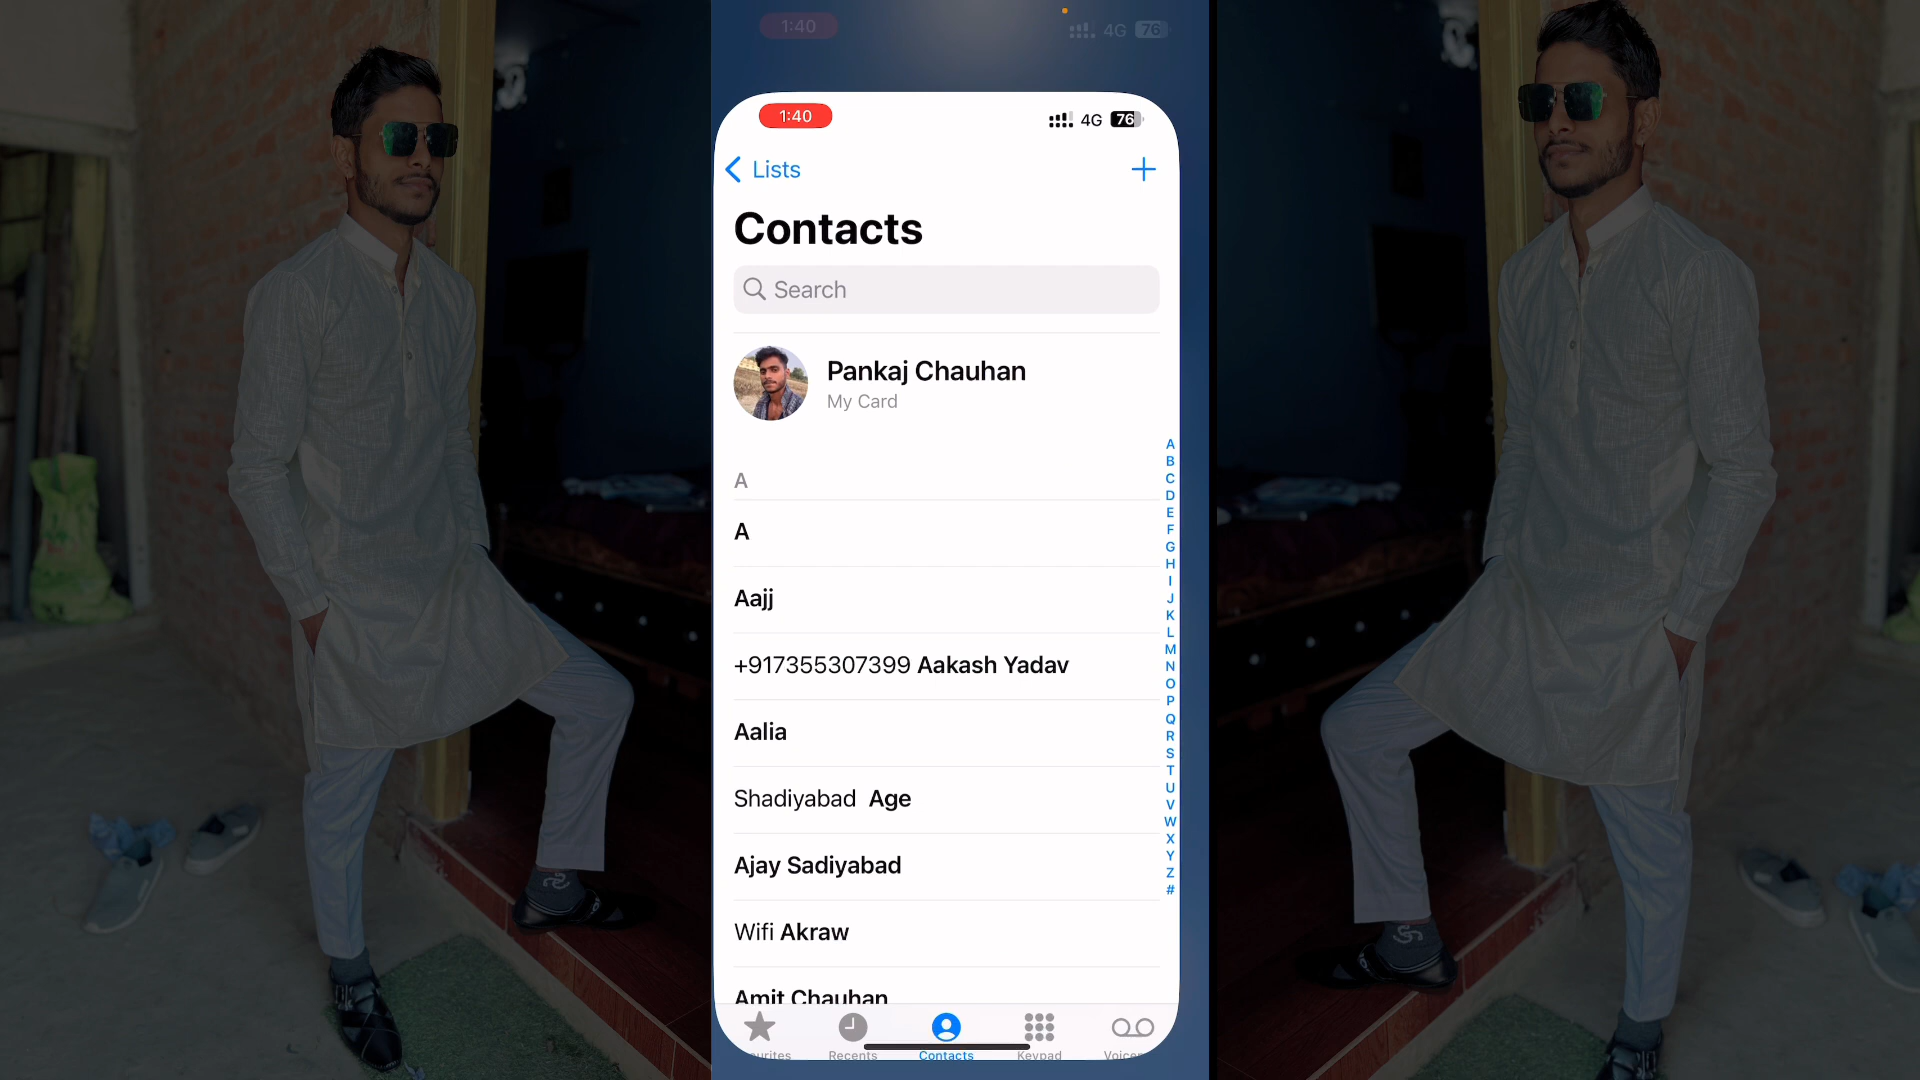 1:40 4G 76
1:40 4G 76
Lists
Contacts
Search
Pankaj Chauhan
My Card
A
A
Aajj
+917355307399 Aakash Yadav
Aalia
Shadiyabad Age
Ajay Sadiyabad
Wifi Akraw
Amit Chauhan
A
B
C
D
E
F
G
H
I
J
K
L
M
N
O
P
Q
R
S
T
U
V
W
X
Y
Z
#
Recents Contacts Keypad